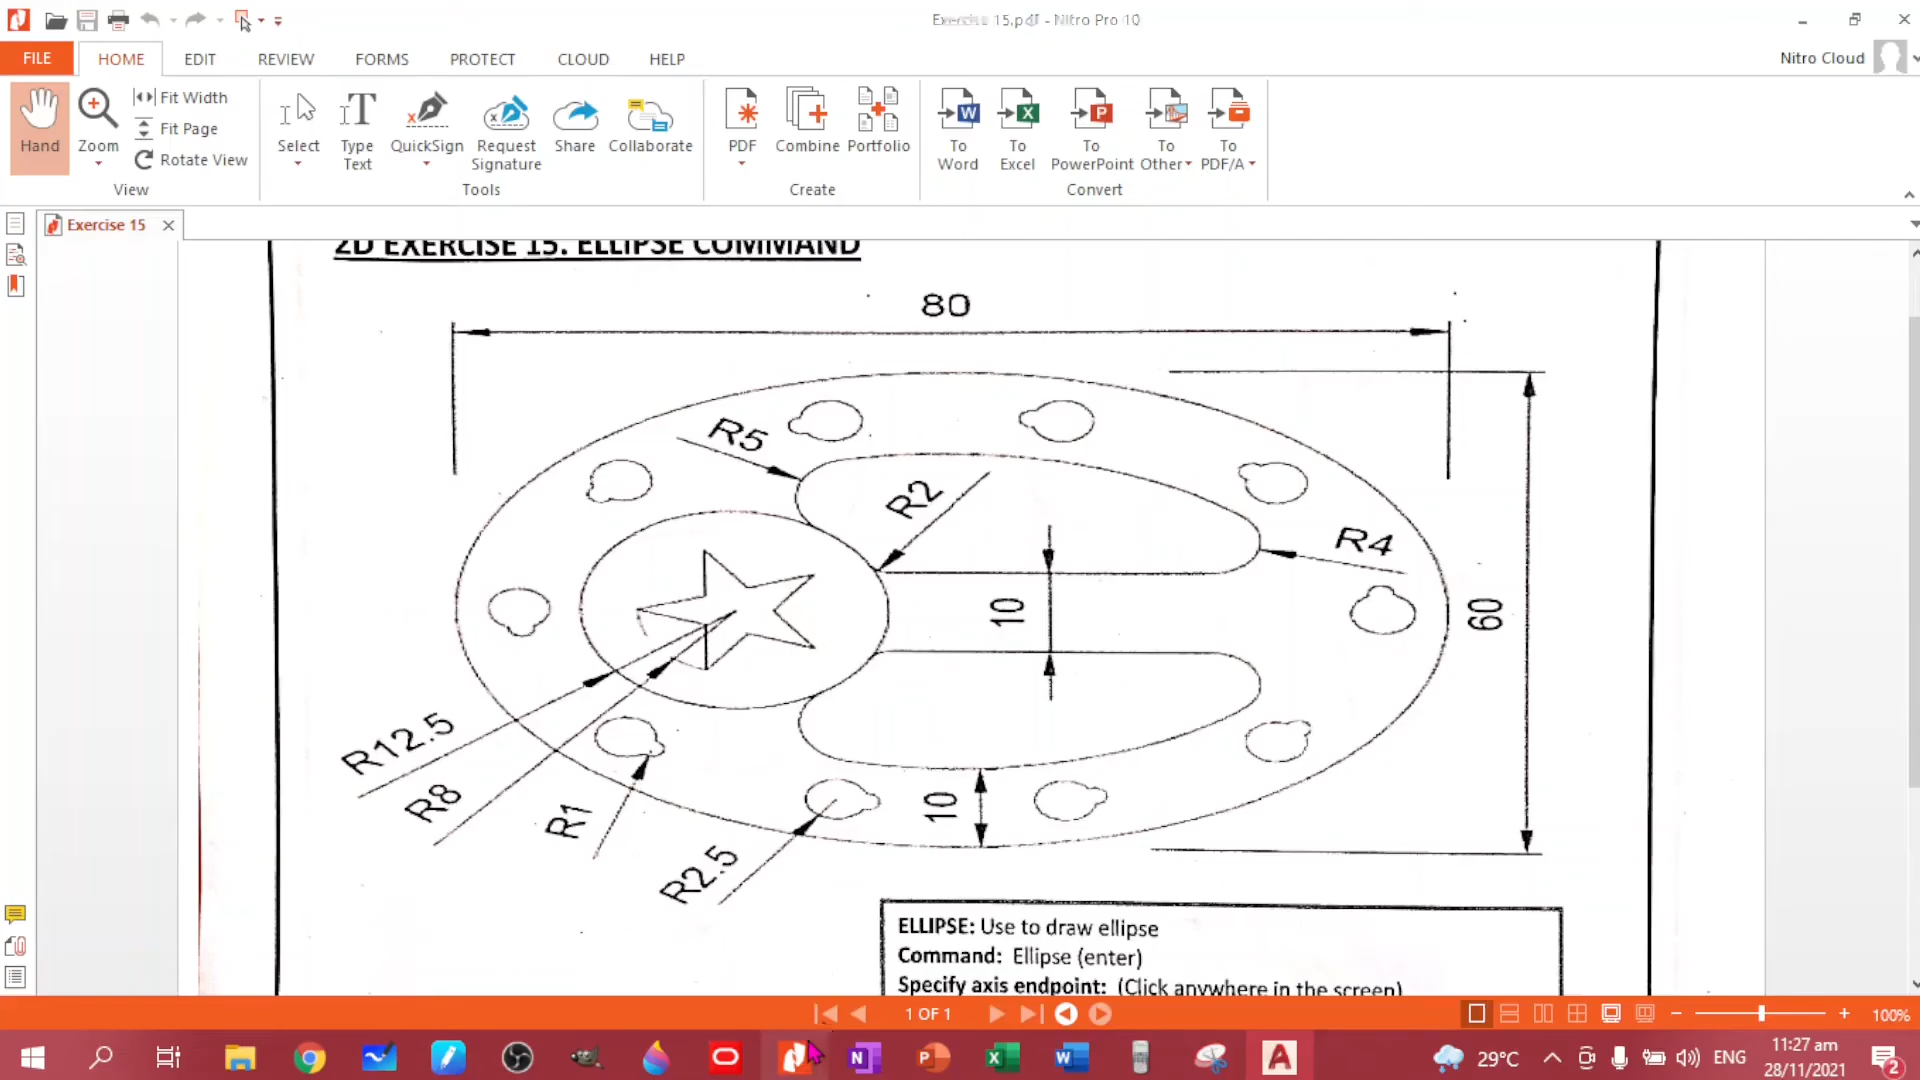 Exercise 15.pdf - Nitro Pro 10
FILE
HOME
EDIT
REVIEW
FORMS
PROTECT
CLOUD
HELP
Nitro Cloud
Hand
Zoom
Fit Width
Fit Page
Rotate View
View
Select
Type
Text
QuickSign
Request
Signature
Share
Collaborate
Tools
PDF
Combine
Portfolio
Create
To
Word
To
Excel
To
PowerPoint
To
Other
To
PDF/A
Convert
Exercise 15
2D EXERCISE 15. ELLIPSE COMMAND
80
R5
R2
R4
10
60
R12.5
R8
R1
R2.5
10
ELLIPSE: Use to draw ellipse
Command: Ellipse (enter)
Specify axis endpoint: (Click anywhere in the screen)
1 OF 1
100%
29°C
ENG
11:27 am
28/11/2021
2